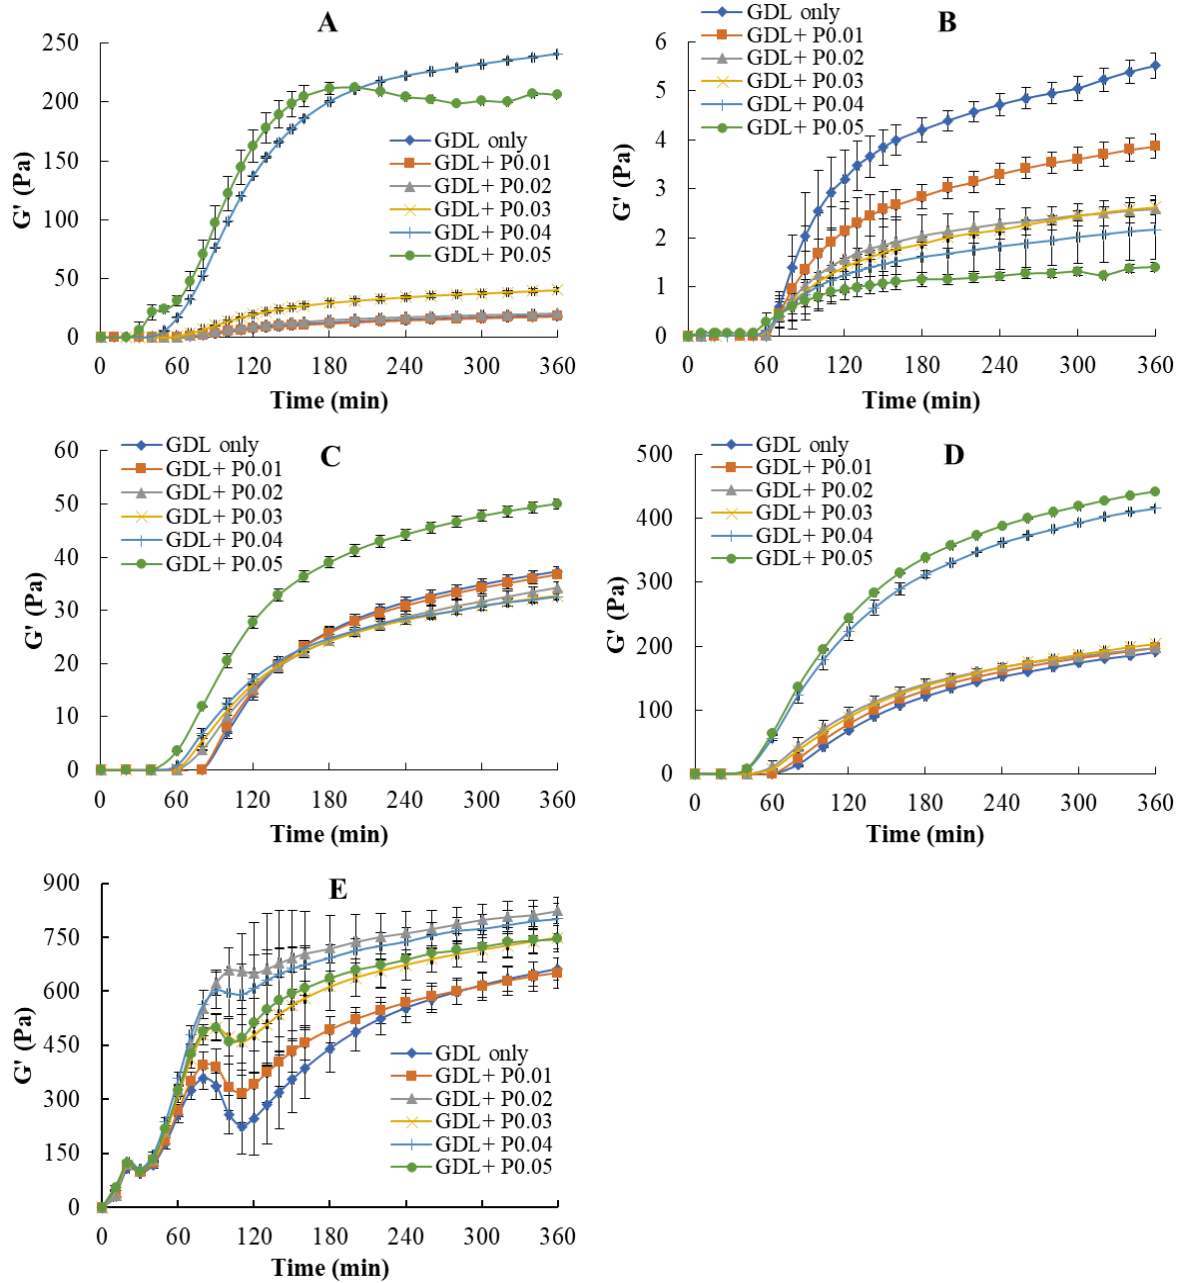 A
250
200
150
100
50
0
G' (Pa)
GDL only
GDL+ P0.01
GDL+ P0.02
GDL+ P0.03
GDL+ P0.04
GDL+ P0.05
0 60 120 180 240 300 360
Time (min)
B
GDL only
GDL+ P0.01
GDL+ P0.02
GDL+ P0.03
GDL+ P0.04
GDL+ P0.05
6
5
4
3
2
1
0
G' (Pa)
0 60 120 180 240 300 360
Time (min)
C
GDL only
GDL+ P0.01
GDL+ P0.02
GDL+ P0.03
GDL+ P0.04
GDL+ P0.05
60
50
40
30
20
10
0
G' (Pa)
0 60 120 180 240 300 360
Time (min)
D
GDL only
GDL+ P0.01
GDL+ P0.02
GDL+ P0.03
GDL+ P0.04
GDL+ P0.05
500
400
300
200
100
0
G' (Pa)
0 60 120 180 240 300 360
Time (min)
E
900
750
600
450
300
150
0
G' (Pa)
GDL only
GDL+ P0.01
GDL+ P0.02
GDL+ P0.03
GDL+ P0.04
GDL+ P0.05
0 60 120 180 240 300 360
Time (min)